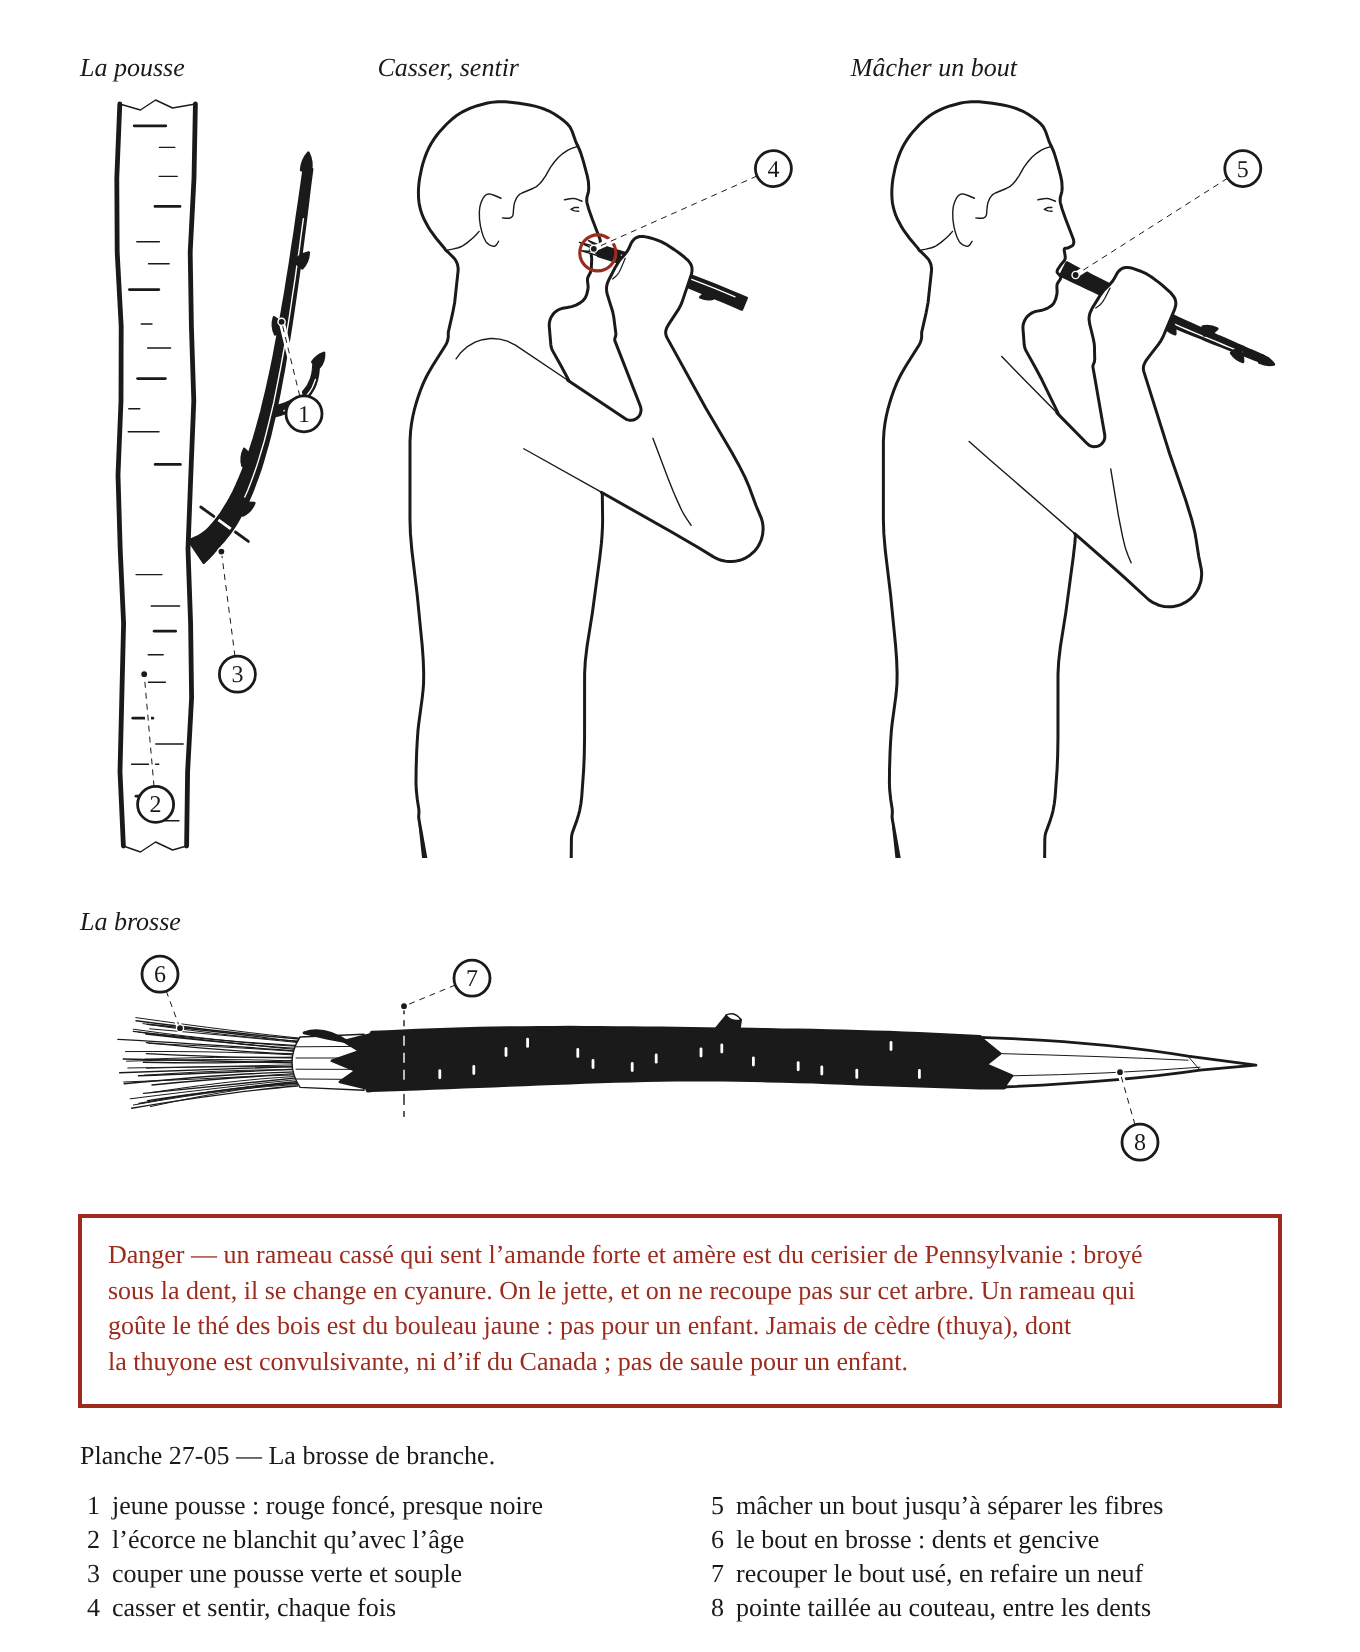 La pousse
Casser, sentir
Mâcher un bout
4
5
1
3
2
La brosse
6
7
8
Danger — un rameau cassé qui sent l’amande forte et amère est du cerisier de Pennsylvanie : broyé
sous la dent, il se change en cyanure. On le jette, et on ne recoupe pas sur cet arbre. Un rameau qui
goûte le thé des bois est du bouleau jaune : pas pour un enfant. Jamais de cèdre (thuya), dont
la thuyone est convulsivante, ni d’if du Canada ; pas de saule pour un enfant.
Planche 27-05 — La brosse de branche.
1 jeune pousse : rouge foncé, presque noire
2 l’écorce ne blanchit qu’avec l’âge
3 couper une pousse verte et souple
4 casser et sentir, chaque fois
5 mâcher un bout jusqu’à séparer les fibres
6 le bout en brosse : dents et gencive
7 recouper le bout usé, en refaire un neuf
8 pointe taillée au couteau, entre les dents